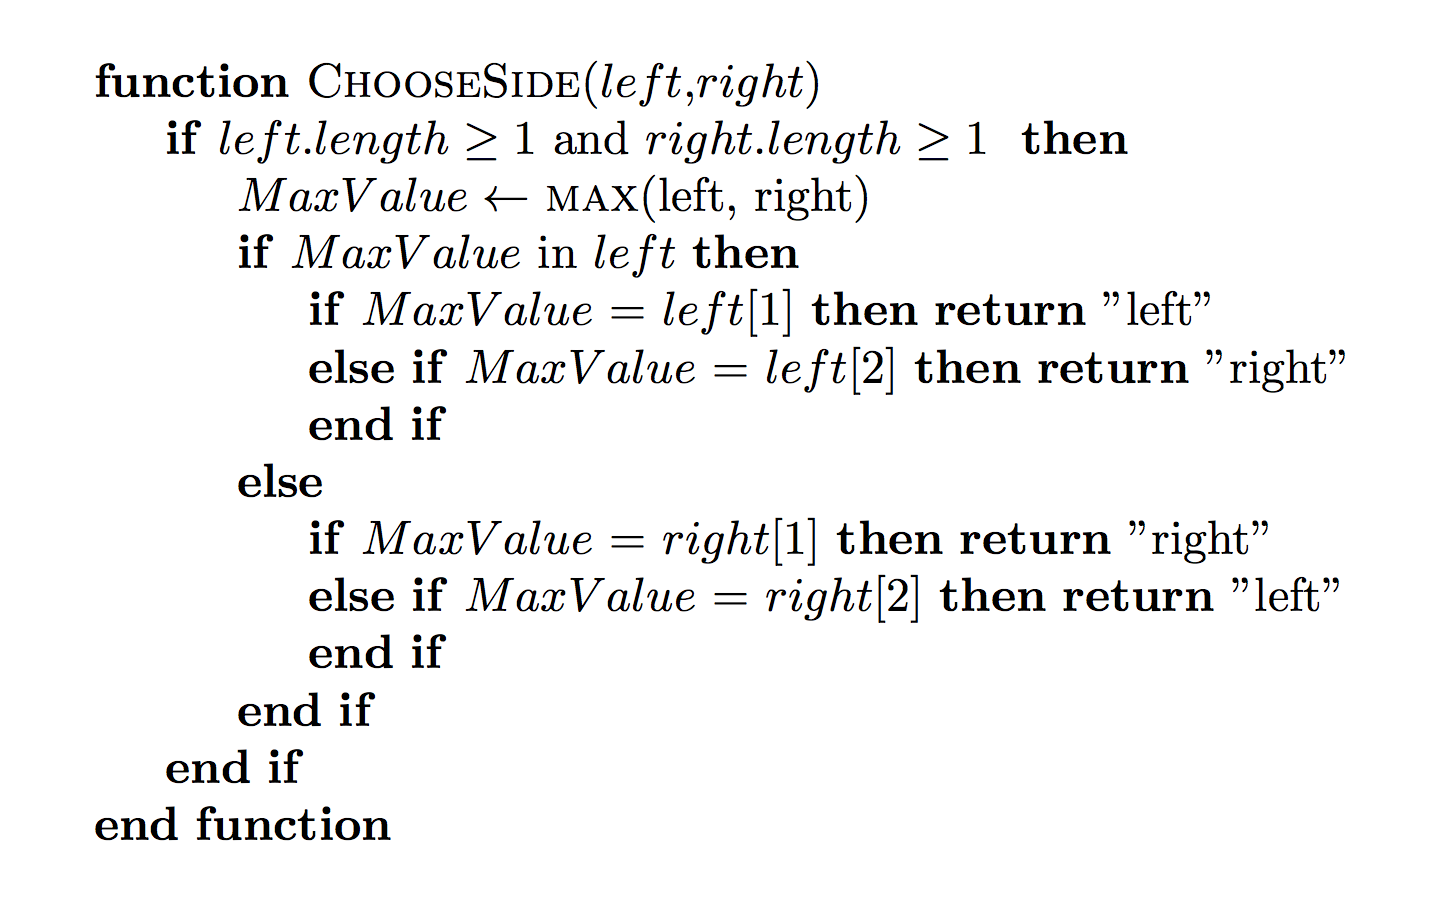 function CHOOSESIDE(left,right)
if left.length ≥ 1 and right.length ≥ 1 then
MaxValue ← MAX(left, right)
if MaxValue in left then
if MaxValue = left[1] then return ”left”
else if MaxValue = left[2] then return ”right”
end if
else
if MaxValue = right[1] then return ”right”
else if MaxValue = right[2] then return ”left”
end if
end if
end if
end function